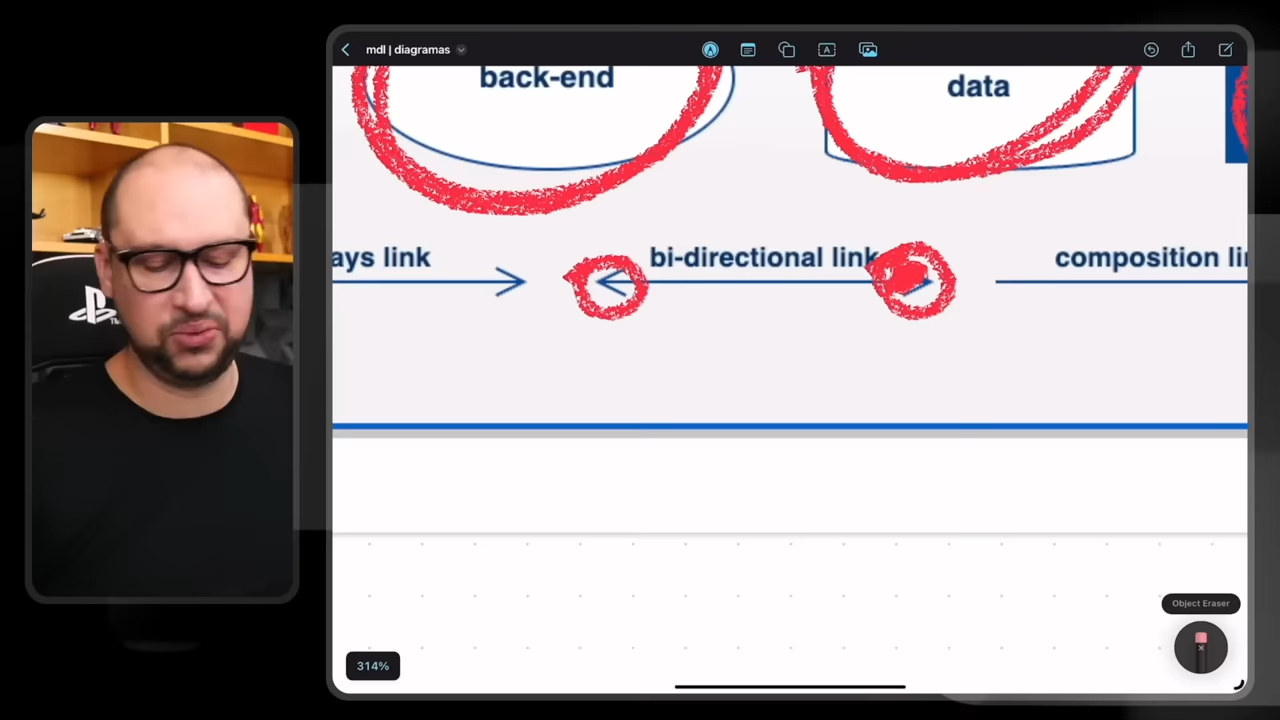 mdl | diagramas
back-end
data
ays link
bi-directional link
composition li
Object Eraser
314%